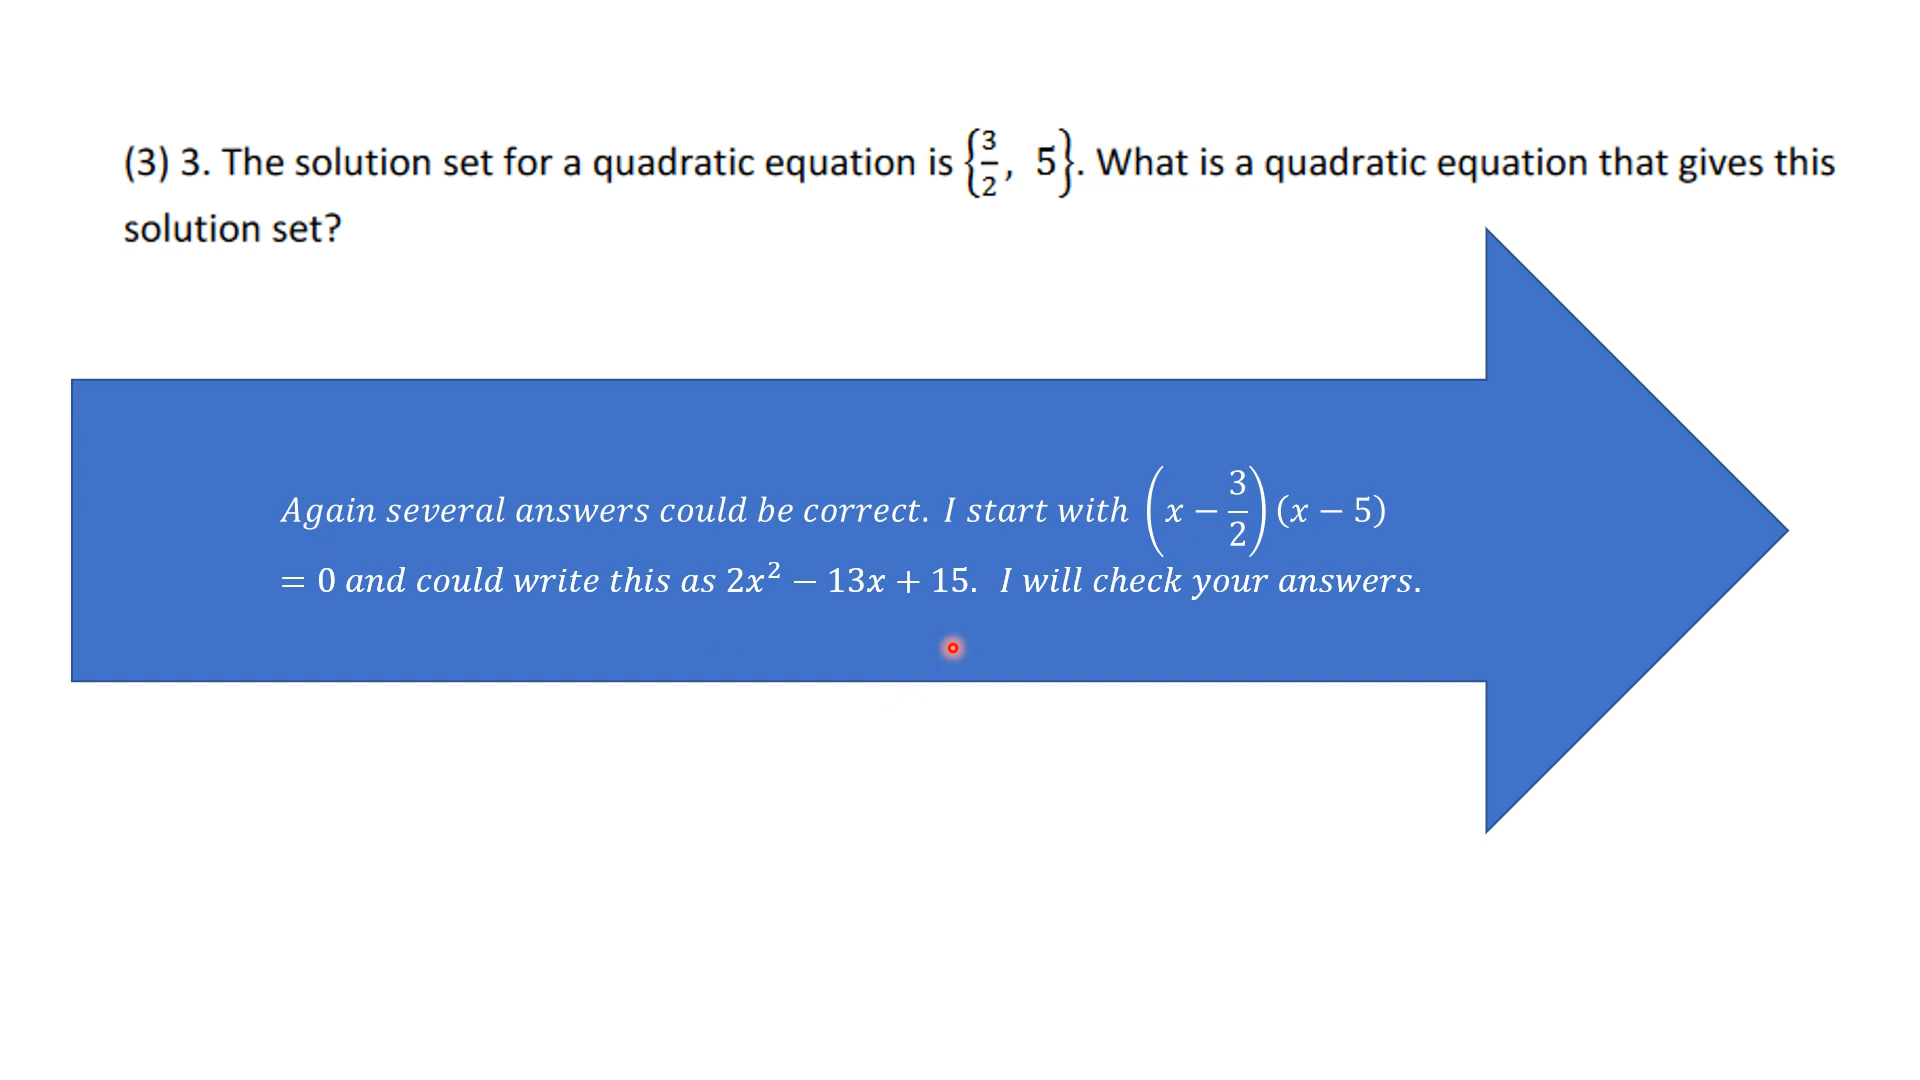 (3) 3. The solution set for a quadratic equation is {3/2, 5}. What is a quadratic equation that gives this
solution set?
Again several answers could be correct. I start with (x − 3/2)(x − 5)
= 0 and could write this as 2x² − 13x + 15. I will check your answers.